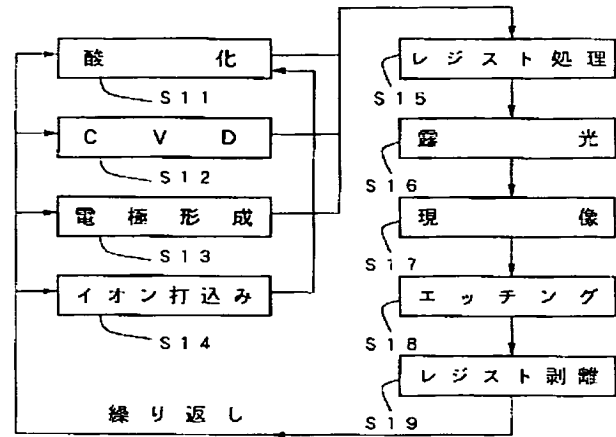 酸化
S11
CVD
S12
電極形成
S13
イオン打込み
S14
レジスト処理
S15
露光
S16
現像
S17
エッチング
S18
レジスト剥離
S19
繰り返し